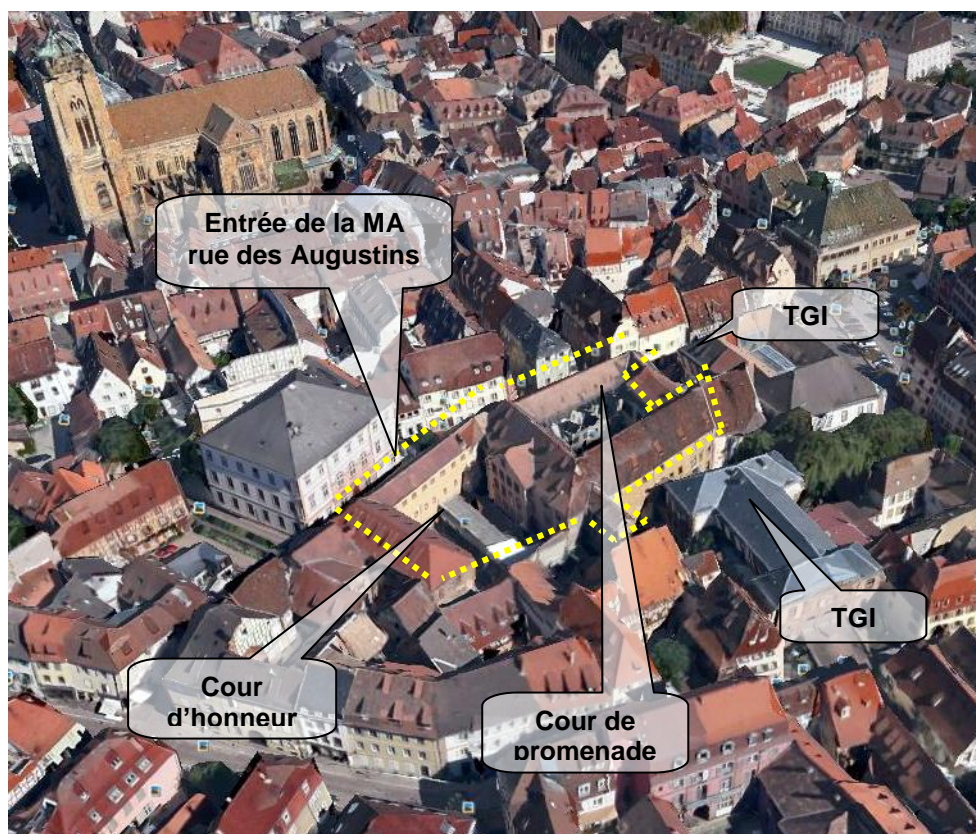 Entrée de la MA
rue des Augustins
TGI
TGI
Cour
d’honneur
Cour de
promenade